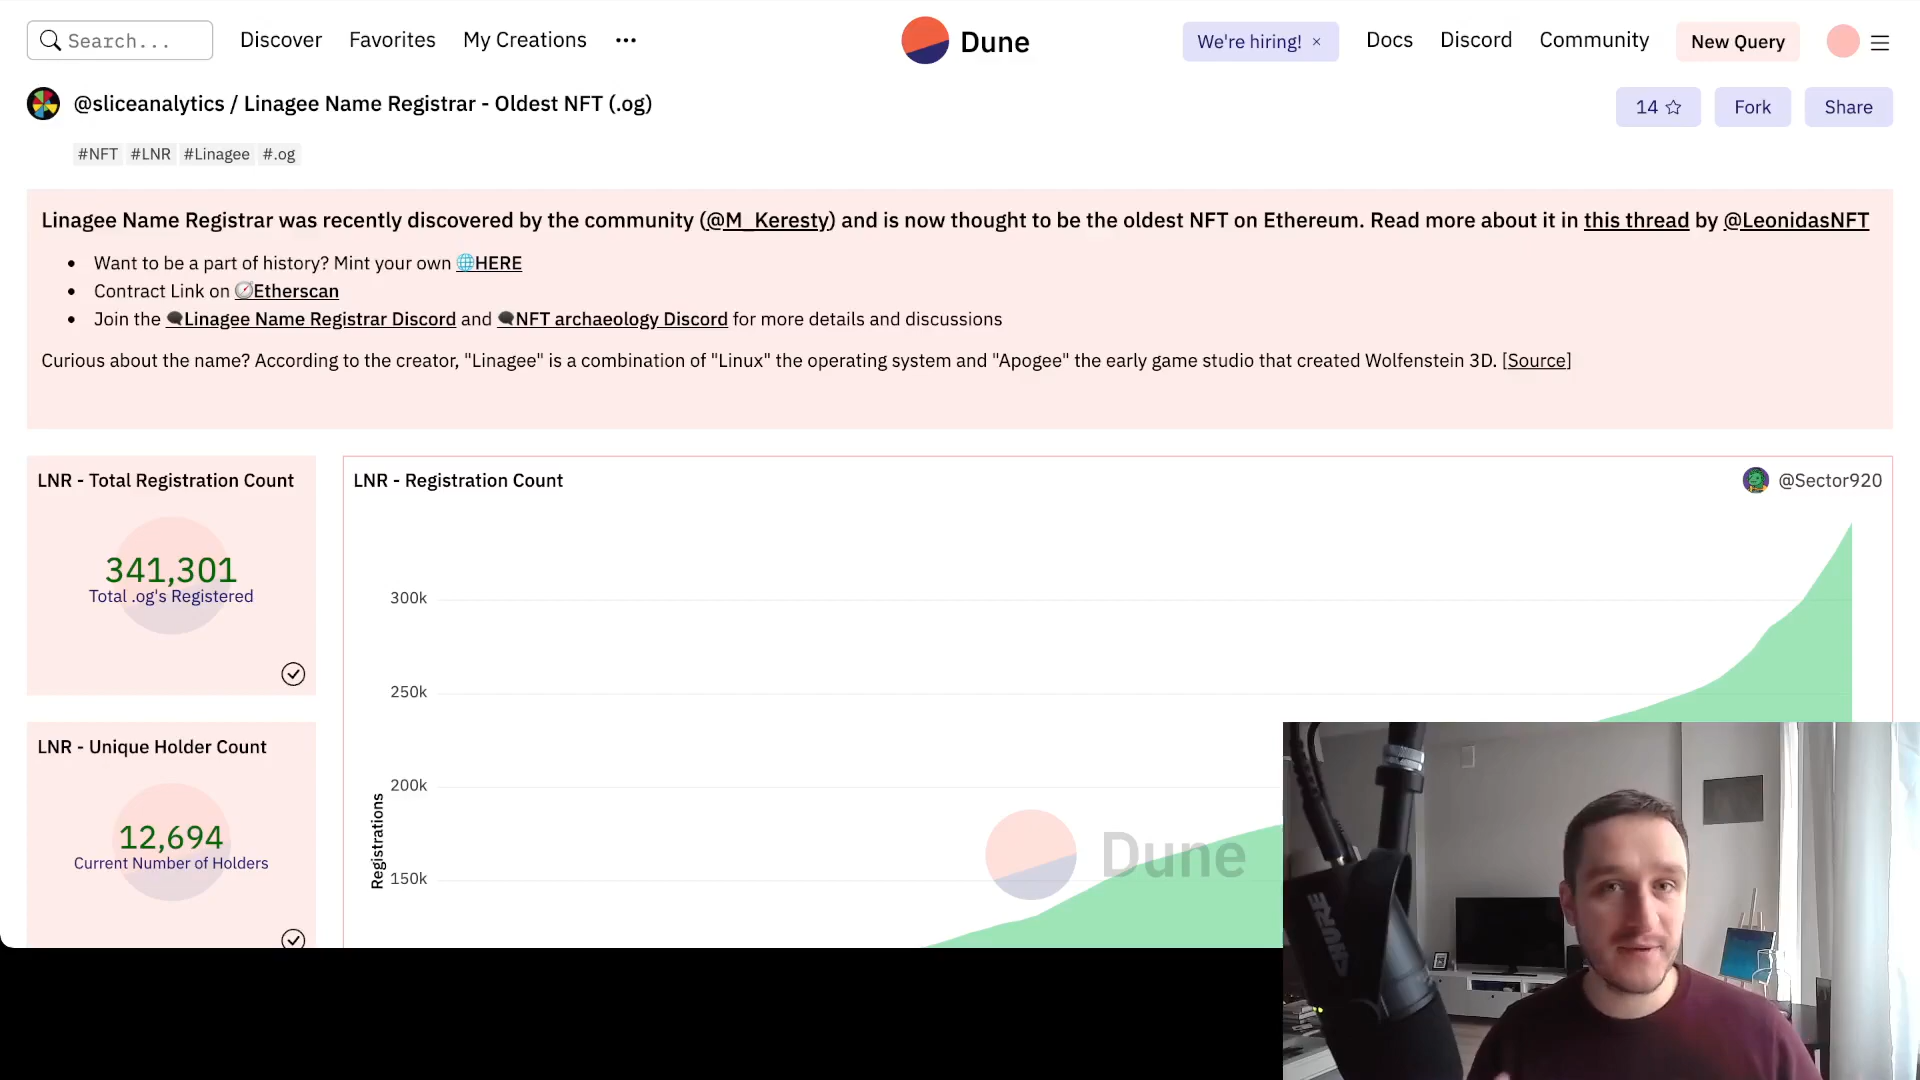 Search... Discover Favorites My Creations ••• Dune We're hiring! × Docs Discord Community New Query
@sliceanalytics / Linagee Name Registrar - Oldest NFT (.og) 14 Fork Share
#NFT #LNR #Linagee #.og
Linagee Name Registrar was recently discovered by the community (@M_Keresty) and is now thought to be the oldest NFT on Ethereum. Read more about it in this thread by @LeonidasNFT
• Want to be a part of history? Mint your own HERE
• Contract Link on Etherscan
• Join the Linagee Name Registrar Discord and NFT archaeology Discord for more details and discussions
Curious about the name? According to the creator, "Linagee" is a combination of "Linux" the operating system and "Apogee" the early game studio that created Wolfenstein 3D. [Source]
LNR - Total Registration Count
341,301
Total .og's Registered
LNR - Unique Holder Count
12,694
Current Number of Holders
LNR - Registration Count @Sector920
300k
250k
200k
150k
Registrations
Dune
SHURE